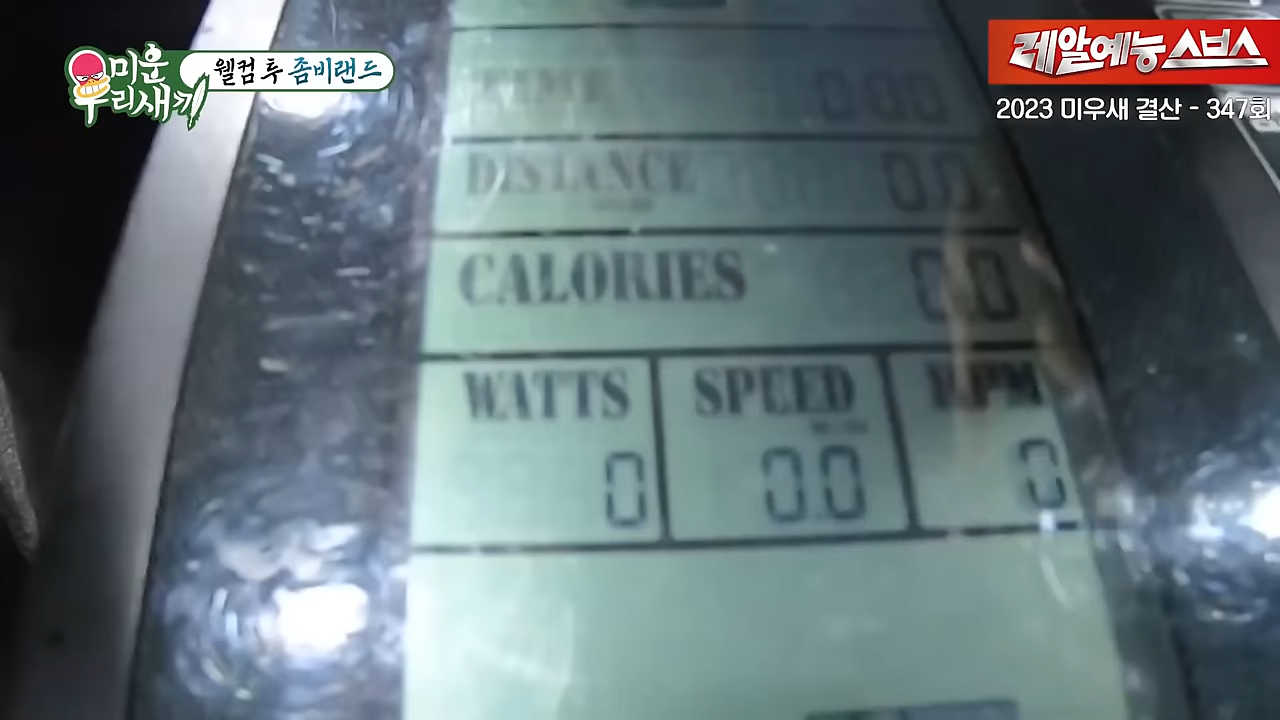 미운
우리새끼
웰컴 투 좀비랜드
레알예능 스브스
2023 미우새 결산 - 347회
TIME 0:00
DISTANCE 0.0
CALORIES 0.0
WATTS SPEED RPM
0 0.0 0